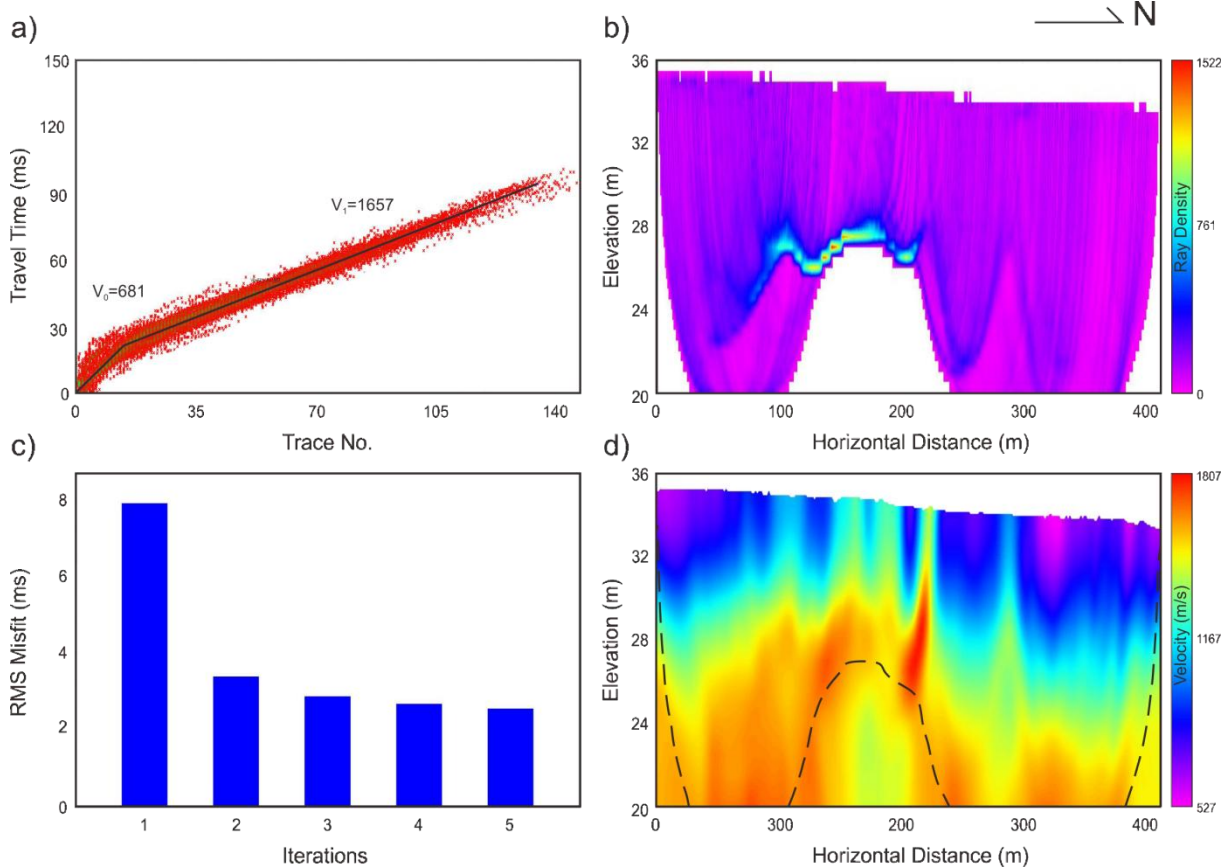 N
a)
150
120
90
60
30
0
Travel Time (ms)
V0=681
V1=1657
0 35 70 105 140
Trace No.
b)
36
32
28
24
20
Elevation (m)
0 100 200 300 400
Horizontal Distance (m)
1522
761
0
Ray Density
c)
8
6
4
2
0
RMS Misfit (ms)
1 2 3 4 5
Iterations
d)
36
32
28
24
20
Elevation (m)
0 300 200 300 400
Horizontal Distance (m)
1807
1167
527
Velocity (m/s)